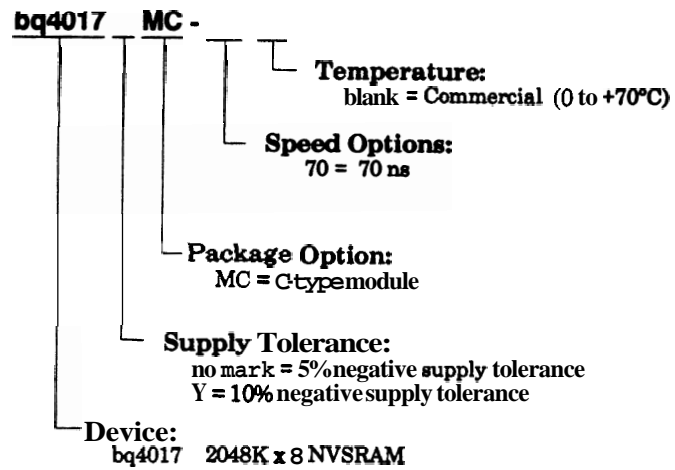 bq4017 MC -
Temperature:
blank = Commercial (0 to +70°C)
Speed Options:
70 = 70 ns
Package Option:
MC = C-type module
Supply Tolerance:
no mark = 5% negative supply tolerance
Y = 10% negative supply tolerance
Device:
bq4017 2048K x 8 NVSRAM